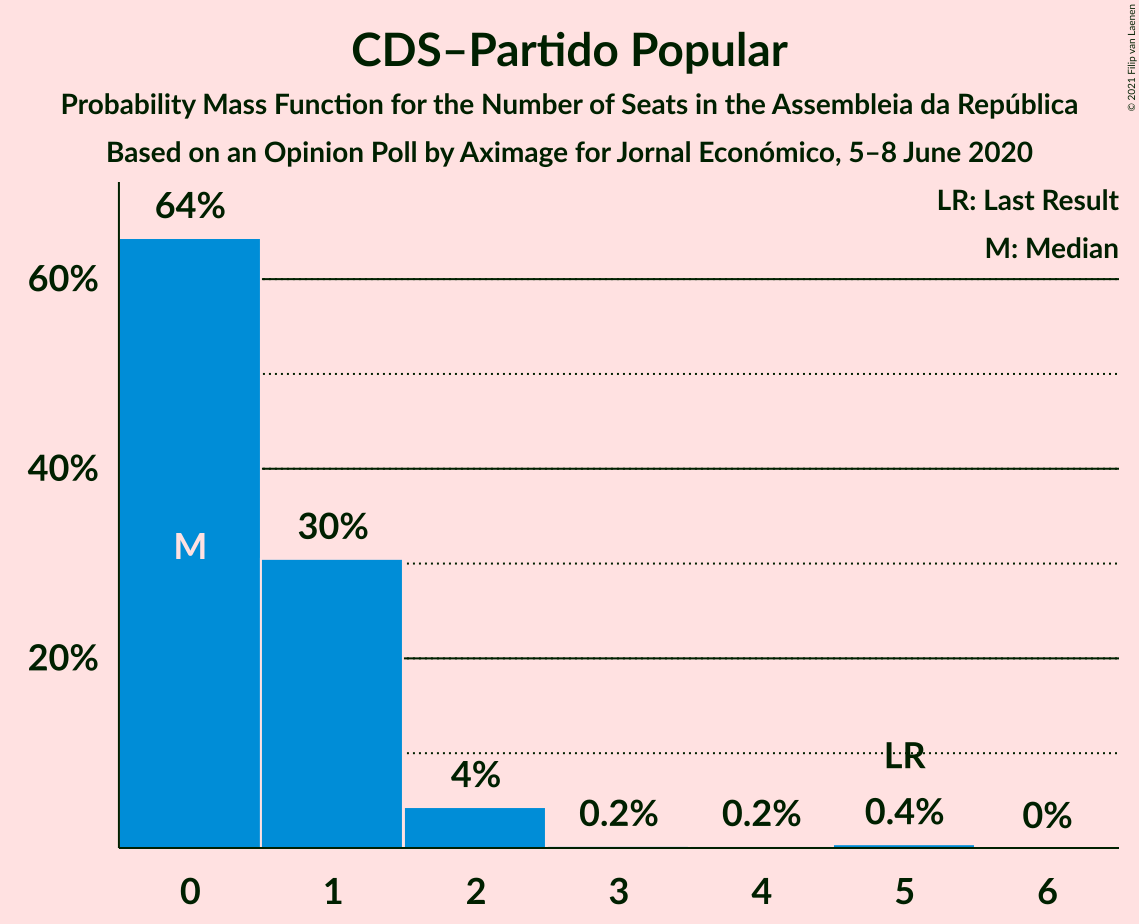 CDS–Partido Popular
Probability Mass Function for the Number of Seats in the Assembleia da República
Based on an Opinion Poll by Aximage for Jornal Económico, 5–8 June 2020
© 2021 Filip van Laenen
LR: Last Result
M: Median
64%
60%
40%
M
30%
20%
LR
4%
0.2%
0.2%
0.4%
0%
0
1
2
3
4
5
6